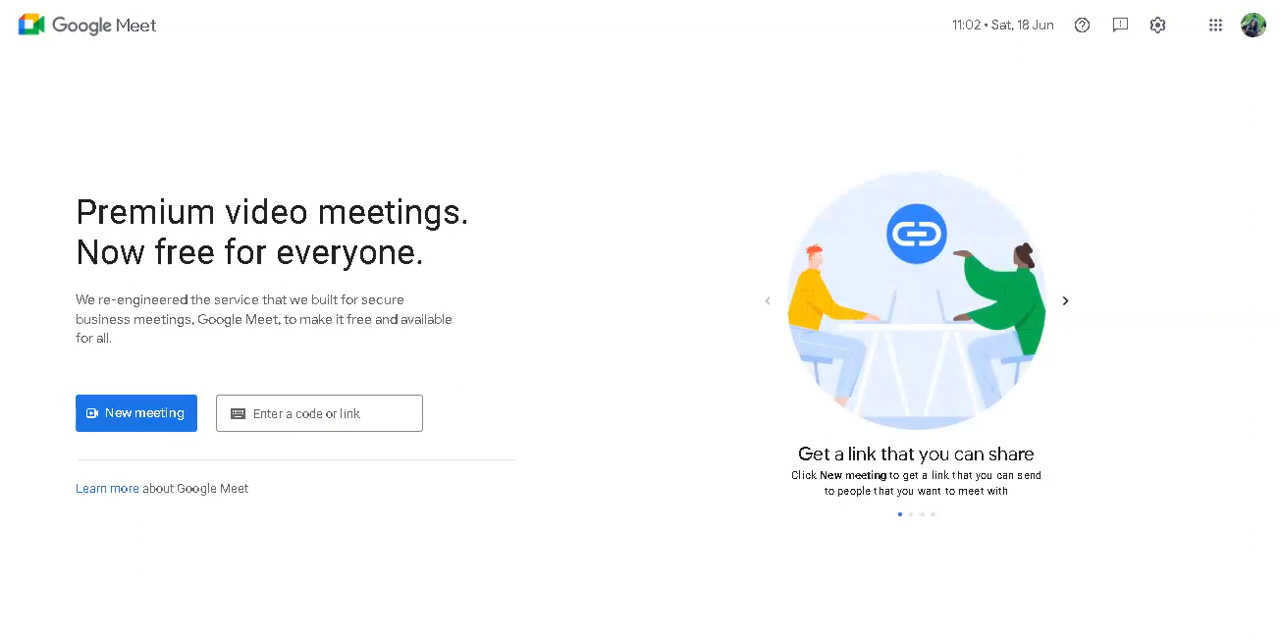 Google Meet
11:02 • Sat, 18 Jun
Premium video meetings.
Now free for everyone.
We re-engineered the service that we built for secure
business meetings, Google Meet, to make it free and available
for all.
New meeting
Enter a code or link
Learn more about Google Meet
Get a link that you can share
Click New meeting to get a link that you can send
to people that you want to meet with